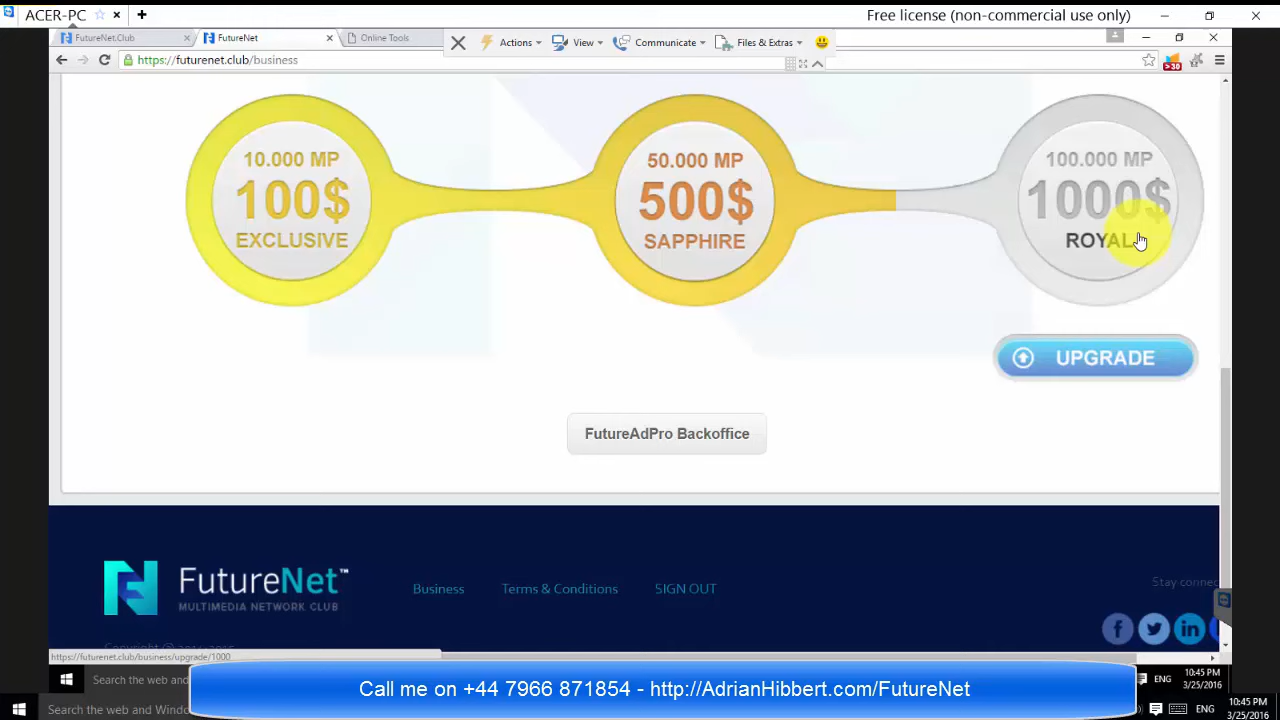 ACER-PC
Free license (non-commercial use only)
FutureNet.Club
FutureNet
Online Tools
Actions
View
Communicate
Files & Extras
https://futurenet.club/business
>30
10.000 MP
100$
EXCLUSIVE
50.000 MP
500$
SAPPHIRE
100.000 MP
1000$
ROYAL
UPGRADE
FutureAdPro Backoffice
FutureNet™
MULTIMEDIA NETWORK CLUB
Business
Terms & Conditions
SIGN OUT
Stay connec
https://futurenet.club/business/upgrade/1000
Search the web and
ENG
10:45 PM
3/25/2016
Call me on +44 7966 871854 - http://AdrianHibbert.com/FutureNet
Search the web and Windo
ENG
10:45 PM
3/25/2016